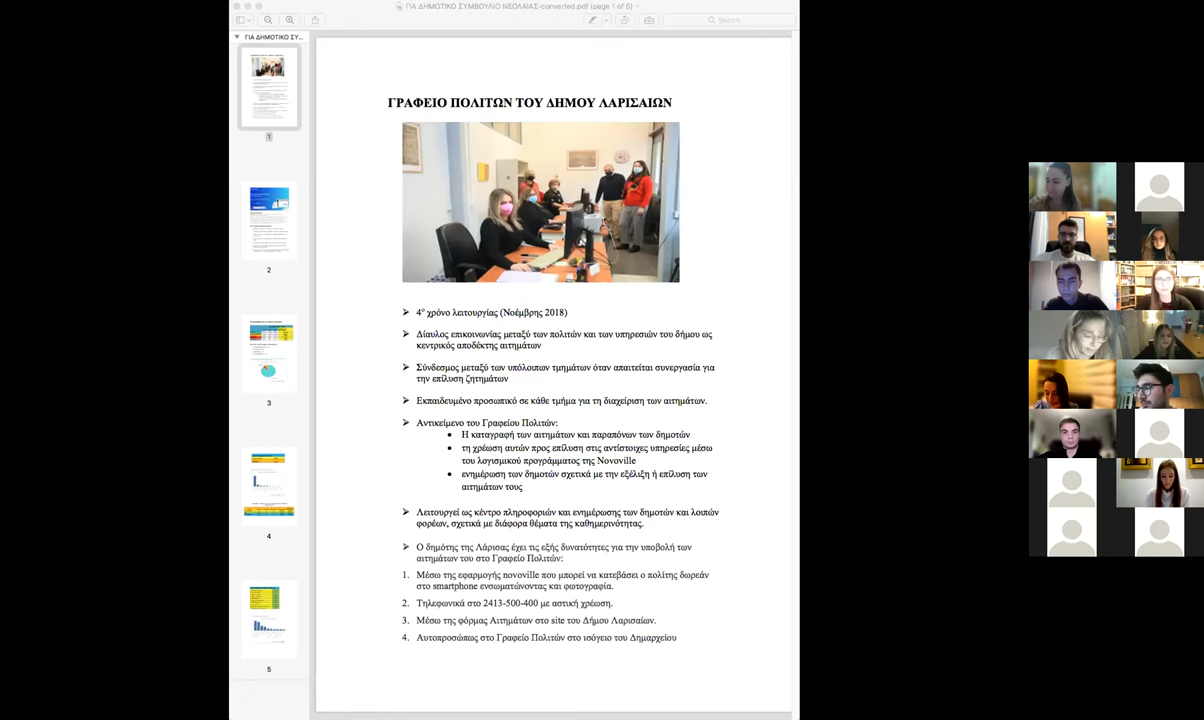 ΓΙΑ ΔΗΜΟΤΙΚΟ ΣΥΜΒΟΥΛΙΟ ΝΕΟΛΑΙΑΣ-converted.pdf (page 1 of 5)
Search
ΓΙΑ ΔΗΜΟΤΙΚΟ ΣΥ...
1
2
3
4
5
ΓΡΑΦΕΙΟ ΠΟΛΙΤΩΝ ΤΟΥ ΔΗΜΟΥ ΛΑΡΙΣΑΙΩΝ
➢ 4° χρόνο λειτουργίας (Νοέμβρης 2018)
➢ Δίαυλος επικοινωνίας μεταξύ των πολιτών και των υπηρεσιών του δήμου ως
κεντρικός αποδέκτης αιτημάτων
➢ Σύνδεσμος μεταξύ των υπόλοιπων τμημάτων όταν απαιτείται συνεργασία για
την επίλυση ζητημάτων
➢ Εκπαιδευμένο προσωπικό σε κάθε τμήμα για τη διαχείριση των αιτημάτων.
➢ Αντικείμενο του Γραφείου Πολιτών:
• Η καταγραφή των αιτημάτων και παραπόνων των δημοτών
• τη χρέωση αυτών προς επίλυση στις αντίστοιχες υπηρεσίες μέσω
του λογισμικού προγράμματος της Novoville
• ενημέρωση των δημοτών σχετικά με την εξέλιξη ή επίλυση των
αιτημάτων τους
➢ Λειτουργεί ως κέντρο πληροφοριών και ενημέρωσης των δημοτών και λοιπών
φορέων, σχετικά με διάφορα θέματα της καθημερινότητας.
➢ Ο δημότης της Λάρισας έχει τις εξής δυνατότητες για την υποβολή των
αιτημάτων του στο Γραφείο Πολιτών:
1. Μέσω της εφαρμογής novoville που μπορεί να κατεβάσει ο πολίτης δωρεάν
στο smartphone ενσωματώνοντας και φωτογραφία.
2. Τηλεφωνικά στο 2413-500-400 με αστική χρέωση.
3. Μέσω της φόρμας Αιτημάτων στο site του Δήμου Λαρισαίων.
4. Αυτοπροσώπως στο Γραφείο Πολιτών στο ισόγειο του Δημαρχείου